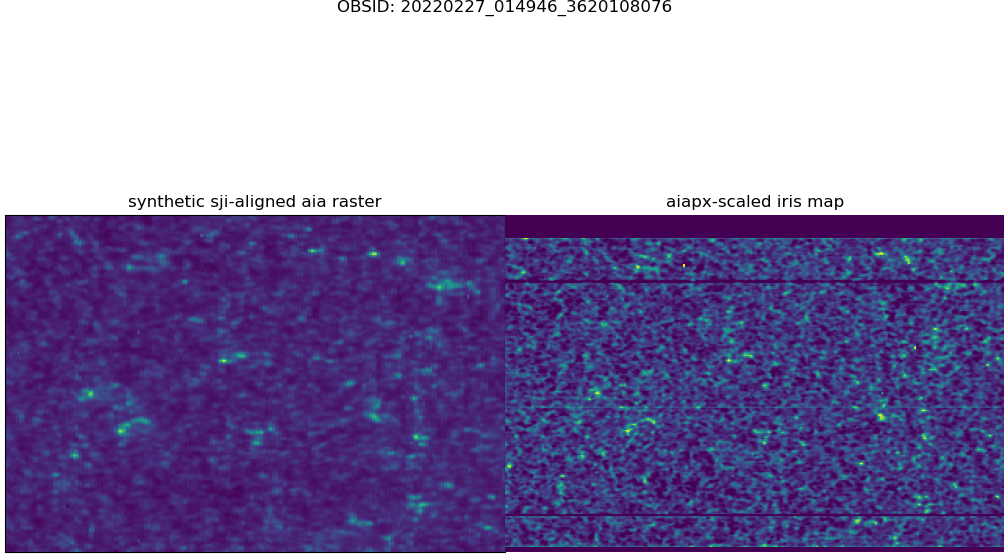 OBSID: 20220227_014946_3620108076
synthetic sji-aligned aia raster
aiapx-scaled iris map